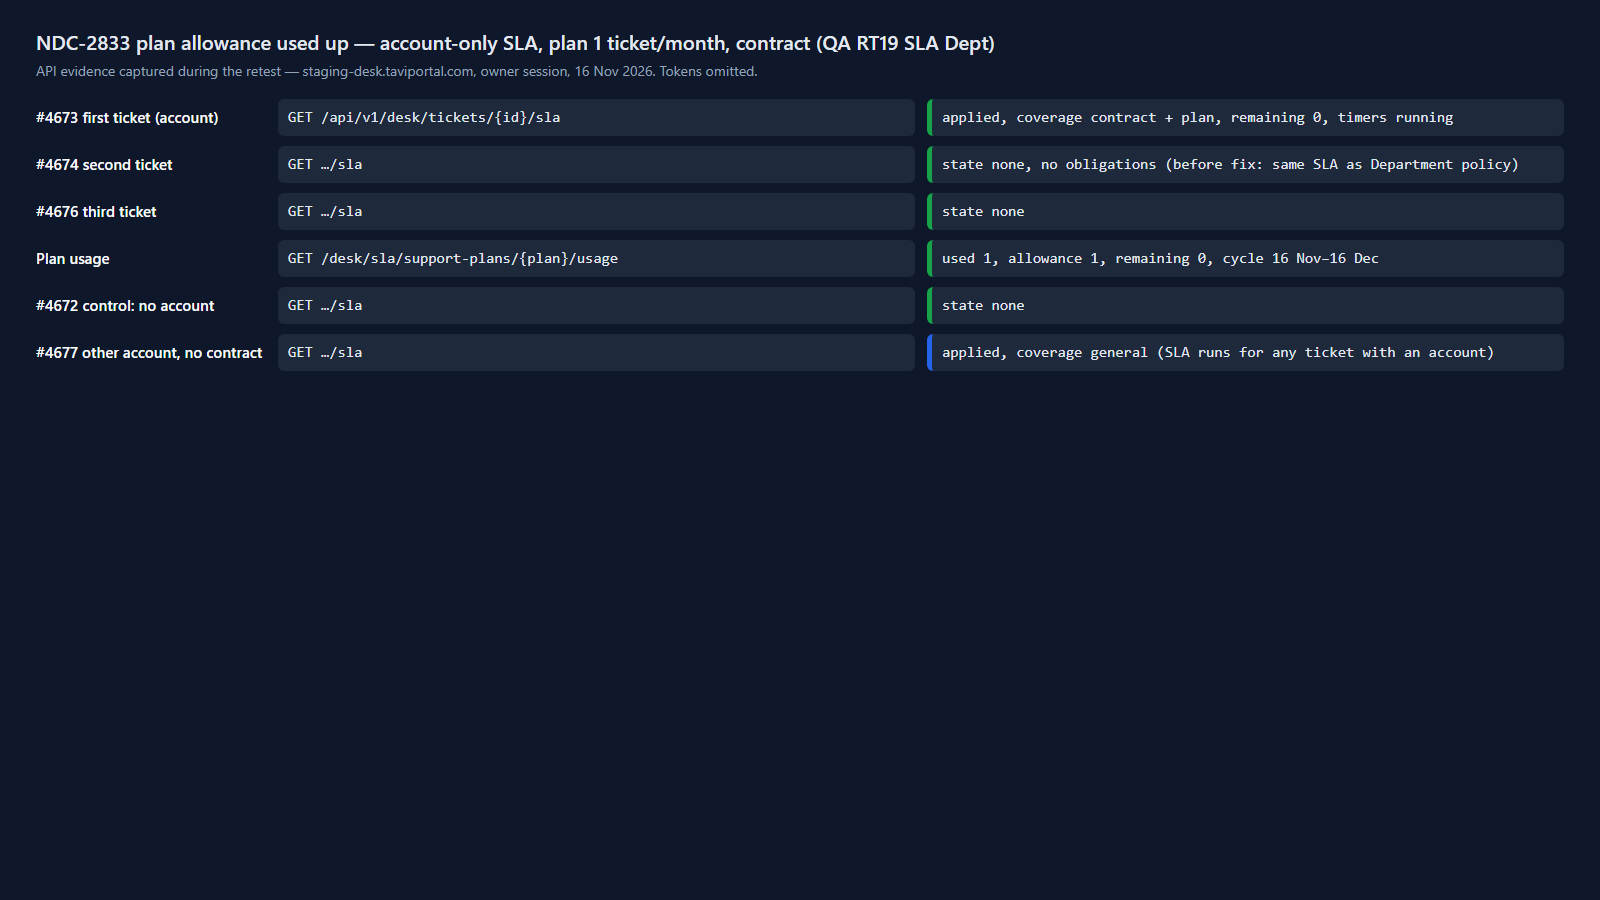 NDC-2833 plan allowance used up — account-only SLA, plan 1 ticket/month, contract (QA RT19 SLA Dept)
API evidence captured during the retest — staging-desk.taviportal.com, owner session, 16 Nov 2026. Tokens omitted.
#4673 first ticket (account) GET /api/v1/desk/tickets/{id}/sla applied, coverage contract + plan, remaining 0, timers running
#4674 second ticket GET …/sla state none, no obligations (before fix: same SLA as Department policy)
#4676 third ticket GET …/sla state none
Plan usage GET /desk/sla/support-plans/{plan}/usage used 1, allowance 1, remaining 0, cycle 16 Nov–16 Dec
#4672 control: no account GET …/sla state none
#4677 other account, no contract GET …/sla applied, coverage general (SLA runs for any ticket with an account)